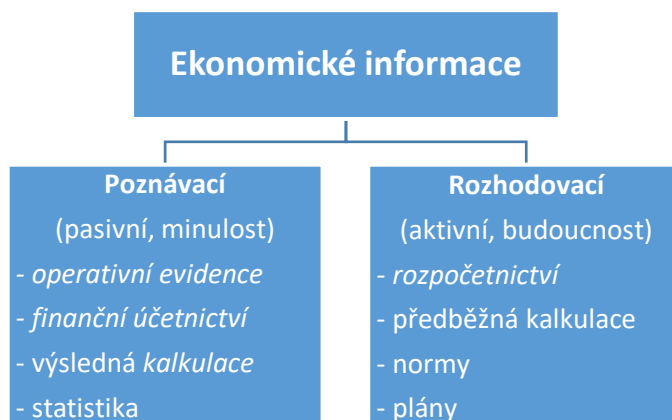 Ekonomické informace
Poznávací
(pasivní, minulost)
- operativní evidence
- finanční účetnictví
- výsledná kalkulace
- statistika
Rozhodovací
(aktivní, budoucnost)
- rozpočetnictví
- předběžná kalkulace
- normy
- plány